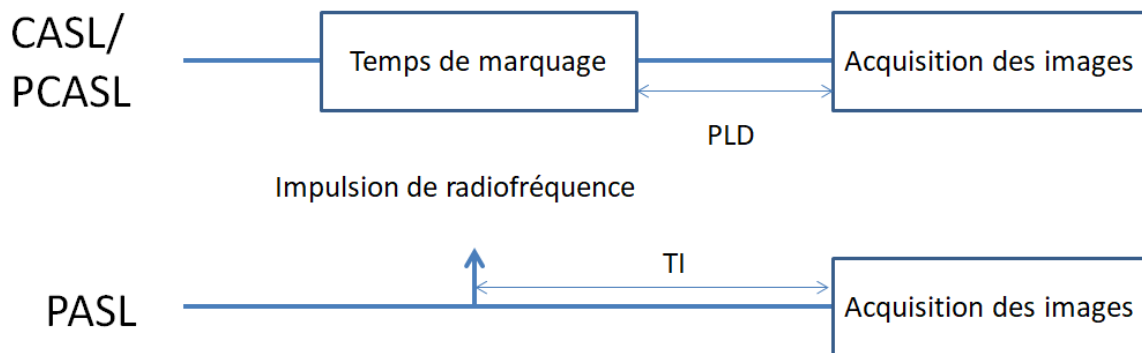 CASL/
PCASL
Temps de marquage
Acquisition des images
PLD
Impulsion de radiofréquence
TI
PASL
Acquisition des images